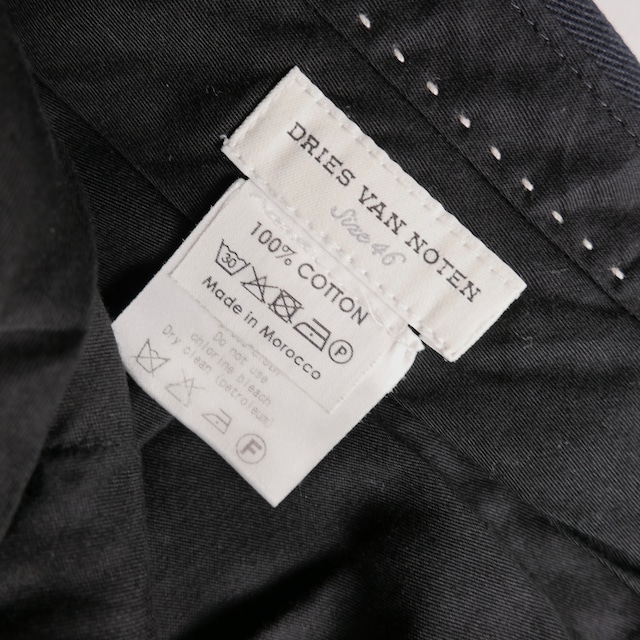 DRIES VAN NOTEN
Size 46
100% COTTON
30 P
Made in Morocco
Do not use
chlorine bleach
Dry clean (petroleum)
F